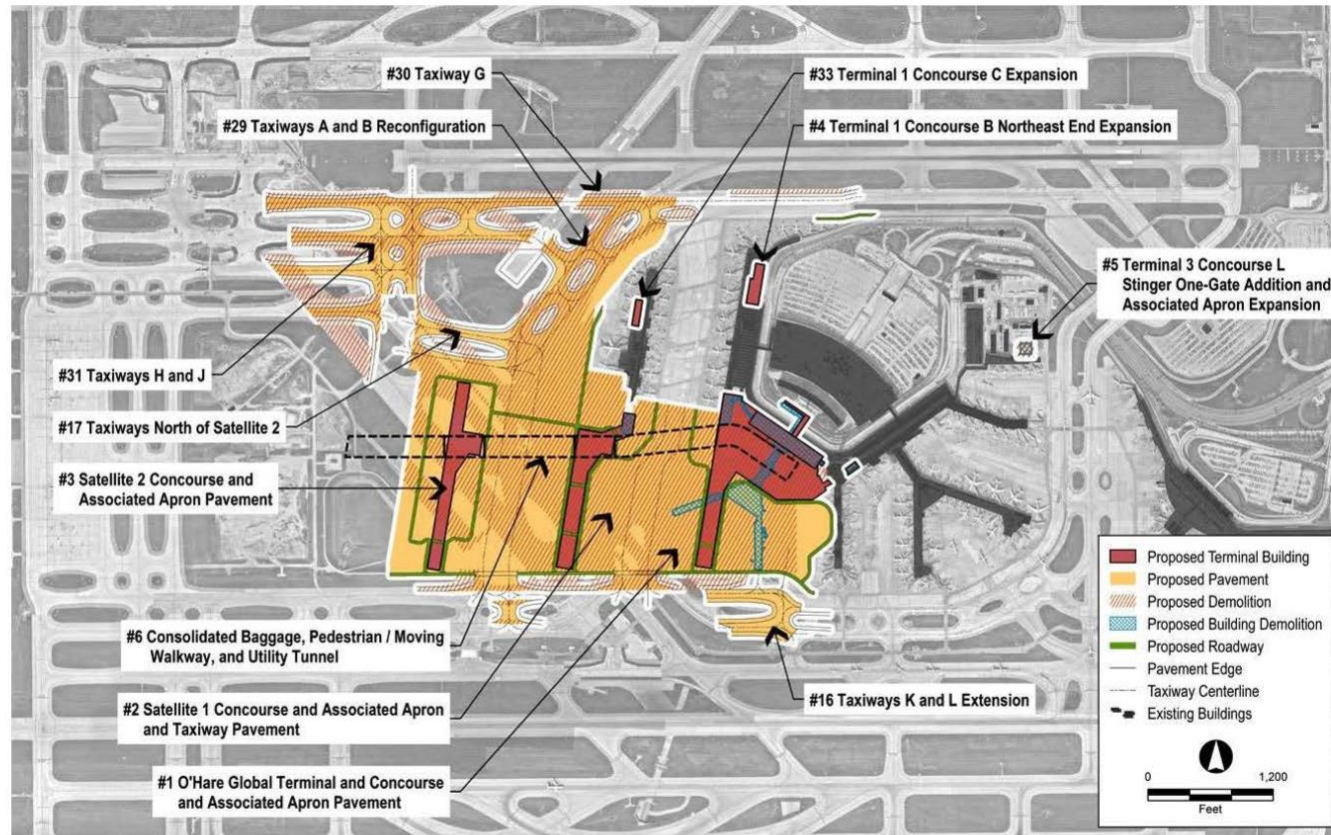 #30 Taxiway G
#33 Terminal 1 Concourse C Expansion
#29 Taxiways A and B Reconfiguration
#4 Terminal 1 Concourse B Northeast End Expansion
#5 Terminal 3 Concourse L
Stinger One-Gate Addition and
Associated Apron Expansion
#31 Taxiways H and J
#17 Taxiways North of Satellite 2
#3 Satellite 2 Concourse and
Associated Apron Pavement
#6 Consolidated Baggage, Pedestrian / Moving
Walkway, and Utility Tunnel
#2 Satellite 1 Concourse and Associated Apron
and Taxiway Pavement
#16 Taxiways K and L Extension
#1 O'Hare Global Terminal and Concourse
and Associated Apron Pavement
Proposed Terminal Building
Proposed Pavement
Proposed Demolition
Proposed Building Demolition
Proposed Roadway
Pavement Edge
Taxiway Centerline
Existing Buildings
0 1,200
Feet